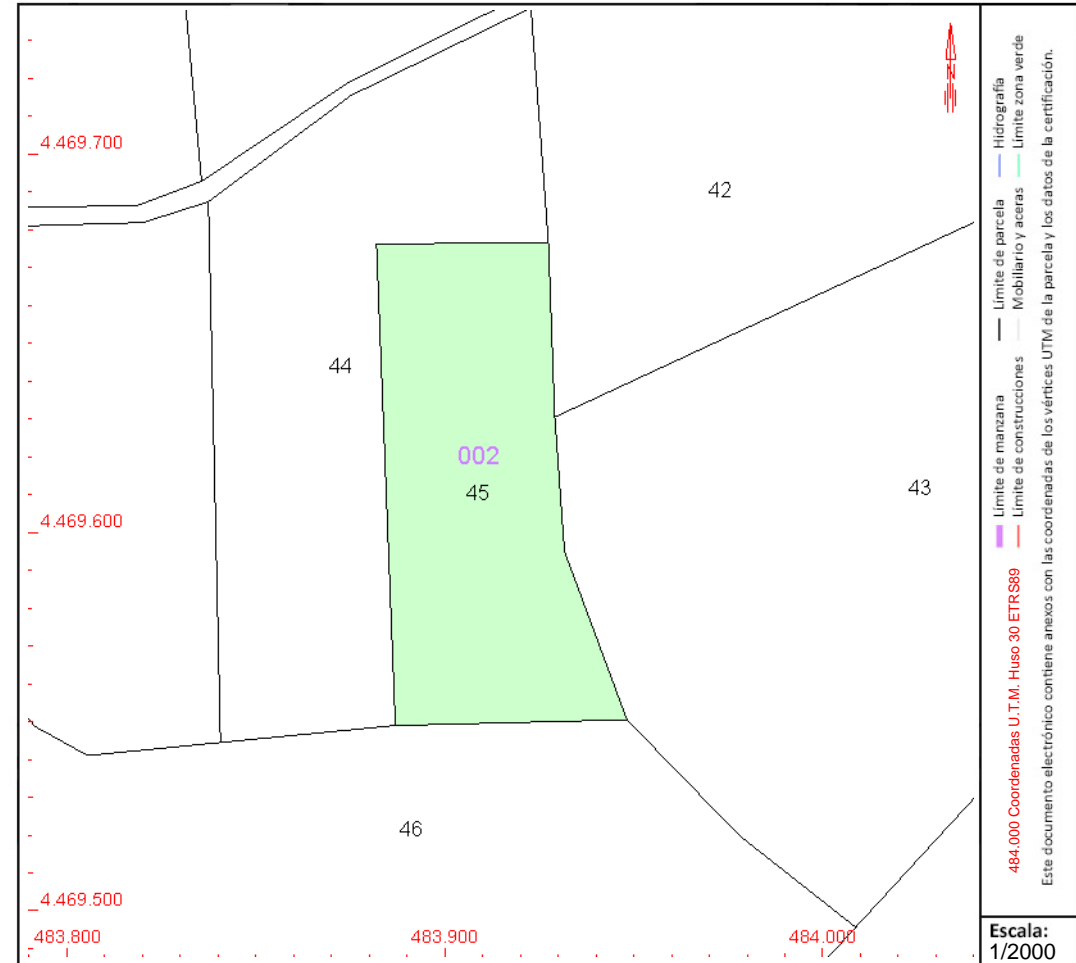 4.469.700
42
44
002
45
43
4.469.600
46
4.469.500
483.800
483.900
484.000
N
484.000 Coordenadas U.T.M. Huso 30 ETRS89
Límite de manzana
Límite de parcela
Hidrografía
Límite de construcciones
Mobiliario y aceras
Límite zona verde
Este documento electrónico contiene anexos con las coordenadas de los vértices UTM de la parcela y los datos de la certificación.
Escala:
1/2000